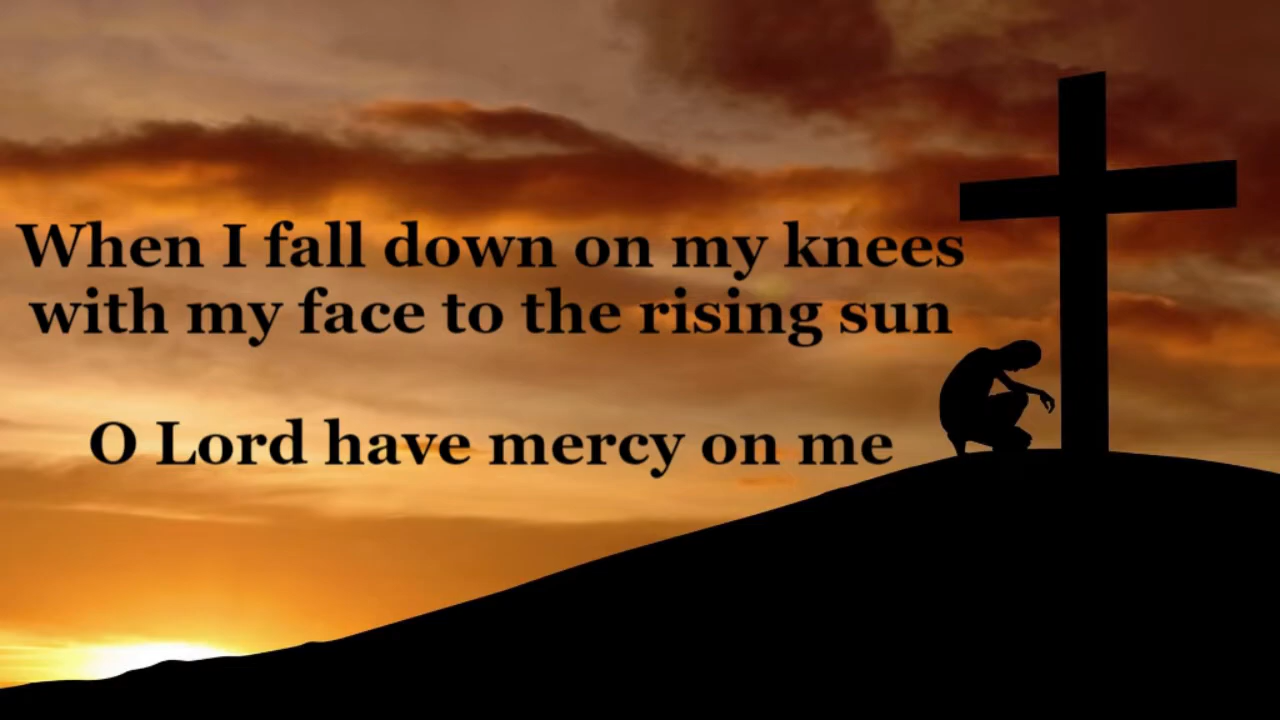 When I fall down on my knees
with my face to the rising sun
O Lord have mercy on me